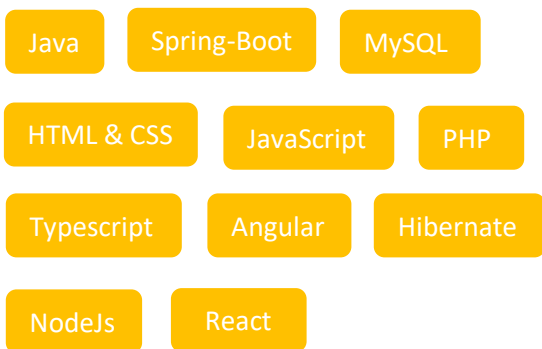 Java Spring-Boot MySQL
HTML & CSS JavaScript PHP
Typescript Angular Hibernate
NodeJs React